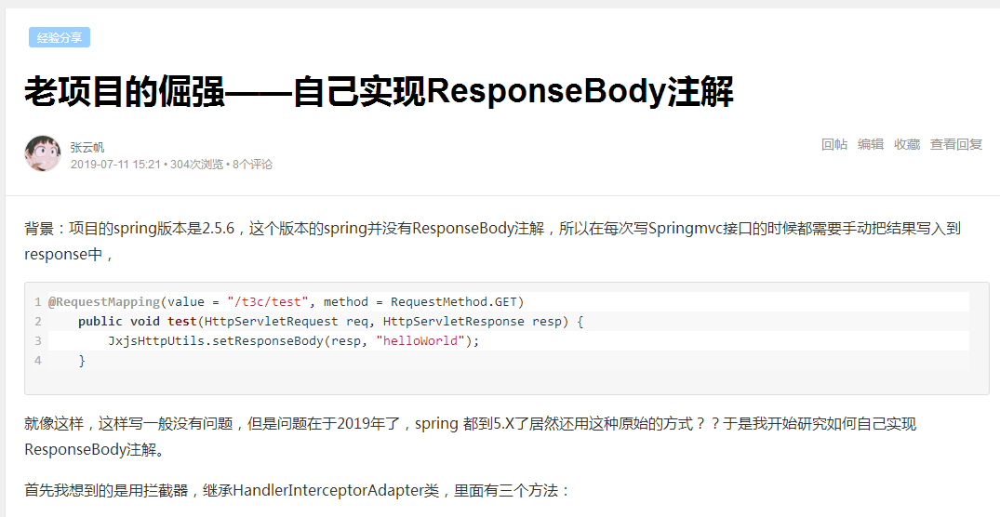 经验分享
老项目的倔强——自己实现ResponseBody注解
张云帆
2019-07-11 15:21 • 304次浏览 • 8个评论
回帖 编辑 收藏 查看回复
背景：项目的spring版本是2.5.6，这个版本的spring并没有ResponseBody注解，所以在每次写Springmvc接口的时候都需要手动把结果写入到
response中，
1 @RequestMapping(value = "/t3c/test", method = RequestMethod.GET)
2     public void test(HttpServletRequest req, HttpServletResponse resp) {
3         JxjsHttpUtils.setResponseBody(resp, "helloWorld");
4     }
就像这样，这样写一般没有问题，但是问题在于2019年了，spring 都到5.X了居然还用这种原始的方式？？于是我开始研究如何自己实现
ResponseBody注解。
首先我想到的是用拦截器，继承HandlerInterceptorAdapter类，里面有三个方法：